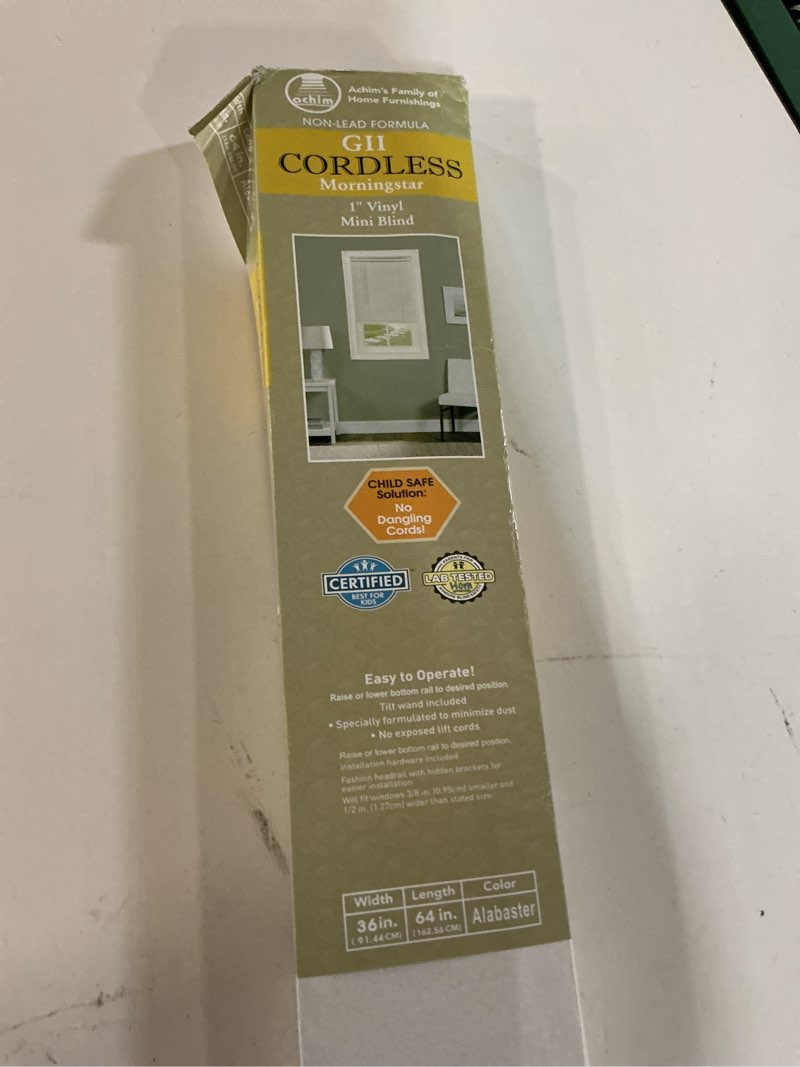 achim
Achim's Family of
Home Furnishings
NON-LEAD FORMULA
GII
CORDLESS
Morningstar
1" Vinyl
Mini Blind
CHILD SAFE
Solution:
No
Dangling
Cords!
CERTIFIED
BEST FOR
KIDS
LAB TESTED
Easy to Operate!
Raise or lower bottom rail to desired position.
Tilt wand included
• Specially formulated to minimize dust
• No exposed lift cords
Raise or lower bottom rail to desired position.
Installation hardware included
Fashion headrail with hidden brackets for
easier installation
Will fit windows 3/8 in. (0.95cm) smaller and
1/2 in. (1.27cm) wider than stated size.
Width Length Color
36in. 64 in. Alabaster
(91.44CM) (162.56CM)
64 in.